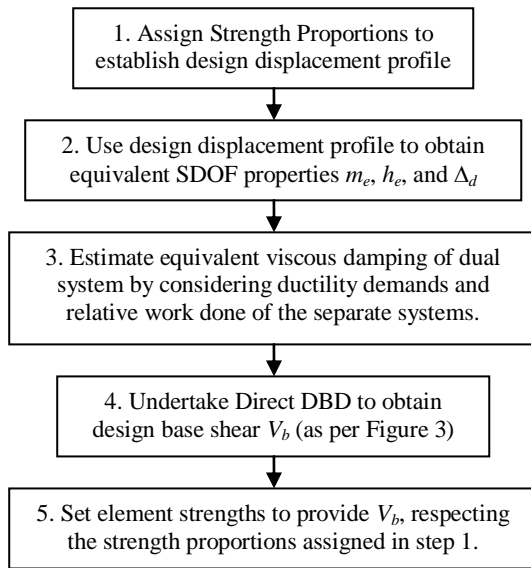 1. Assign Strength Proportions to
establish design displacement profile
2. Use design displacement profile to obtain
equivalent SDOF properties mₑ, hₑ, and Δ_d
3. Estimate equivalent viscous damping of dual
system by considering ductility demands and
relative work done of the separate systems.
4. Undertake Direct DBD to obtain
design base shear V_b (as per Figure 3)
5. Set element strengths to provide V_b, respecting
the strength proportions assigned in step 1.